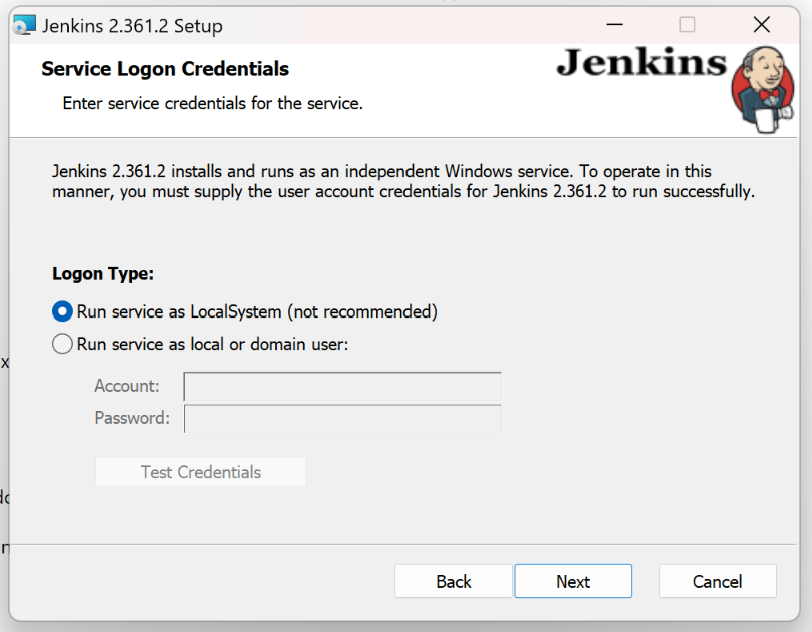 Jenkins 2.361.2 Setup
Service Logon Credentials
Jenkins
Enter service credentials for the service.
Jenkins 2.361.2 installs and runs as an independent Windows service. To operate in this
manner, you must supply the user account credentials for Jenkins 2.361.2 to run successfully.
Logon Type:
Run service as LocalSystem (not recommended)
Run service as local or domain user:
Account:
Password:
Test Credentials
Back Next Cancel